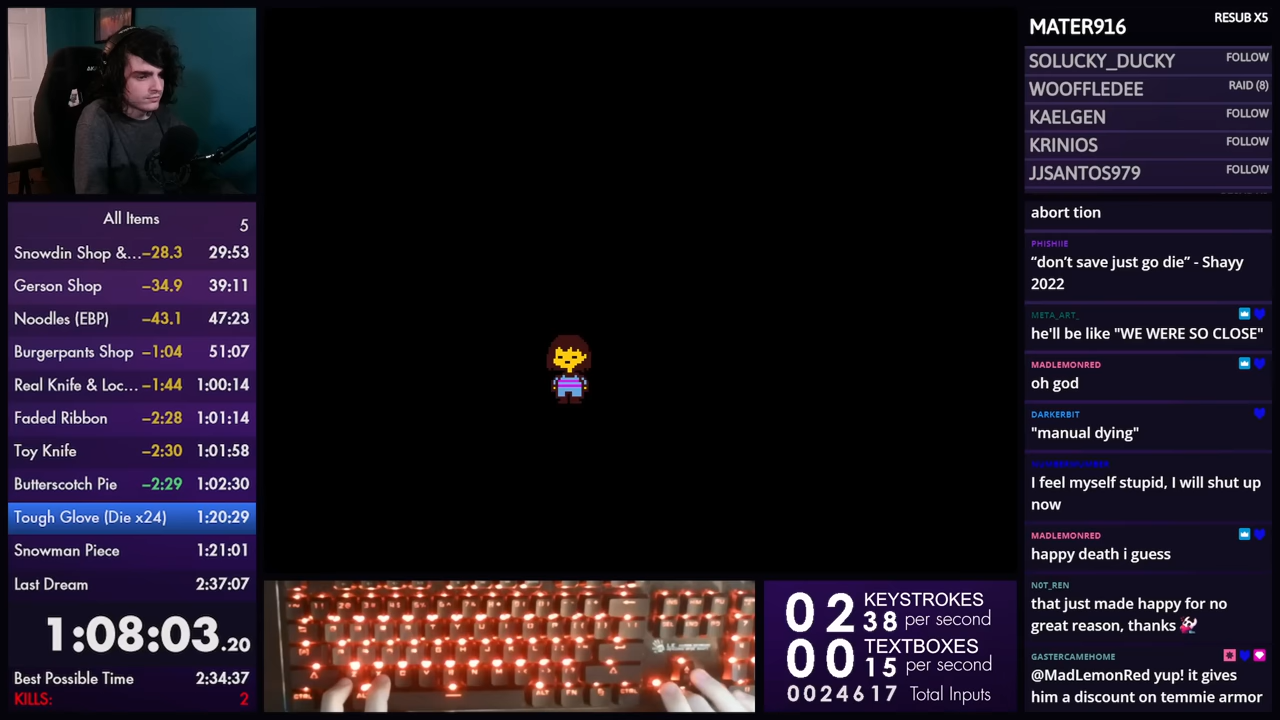 MATER916 RESUB X5
SOLUCKY_DUCKY FOLLOW
WOOFFLEDEE RAID (8)
KAELGEN FOLLOW
KRINIOS FOLLOW
JJSANTOS979 FOLLOW
All Items 5
Snowdin Shop &... −28.3 29:53
Gerson Shop −34.9 39:11
Noodles (EBP) −43.1 47:23
Burgerpants Shop −1:04 51:07
Real Knife & Loc... −1:44 1:00:14
Faded Ribbon −2:28 1:01:14
Toy Knife −2:30 1:01:58
Butterscotch Pie −2:29 1:02:30
Tough Glove (Die x24) 1:20:29
Snowman Piece 1:21:01
Last Dream 2:37:07
1:08:03.20
Best Possible Time 2:34:37
KILLS: 2
02 KEYSTROKES
38 per second
00 TEXTBOXES
15 per second
0024617 Total Inputs
abort tion
PHISHIIE
“don’t save just go die” - Shayy
2022
META_ART_
he'll be like "WE WERE SO CLOSE"
MADLEMONRED
oh god
DARKERBIT
"manual dying"
I feel myself stupid, I will shut up
now
MADLEMONRED
happy death i guess
N0T_REN
that just made happy for no
great reason, thanks
GASTERCAMEHOME
@MadLemonRed yup! it gives
him a discount on temmie armor